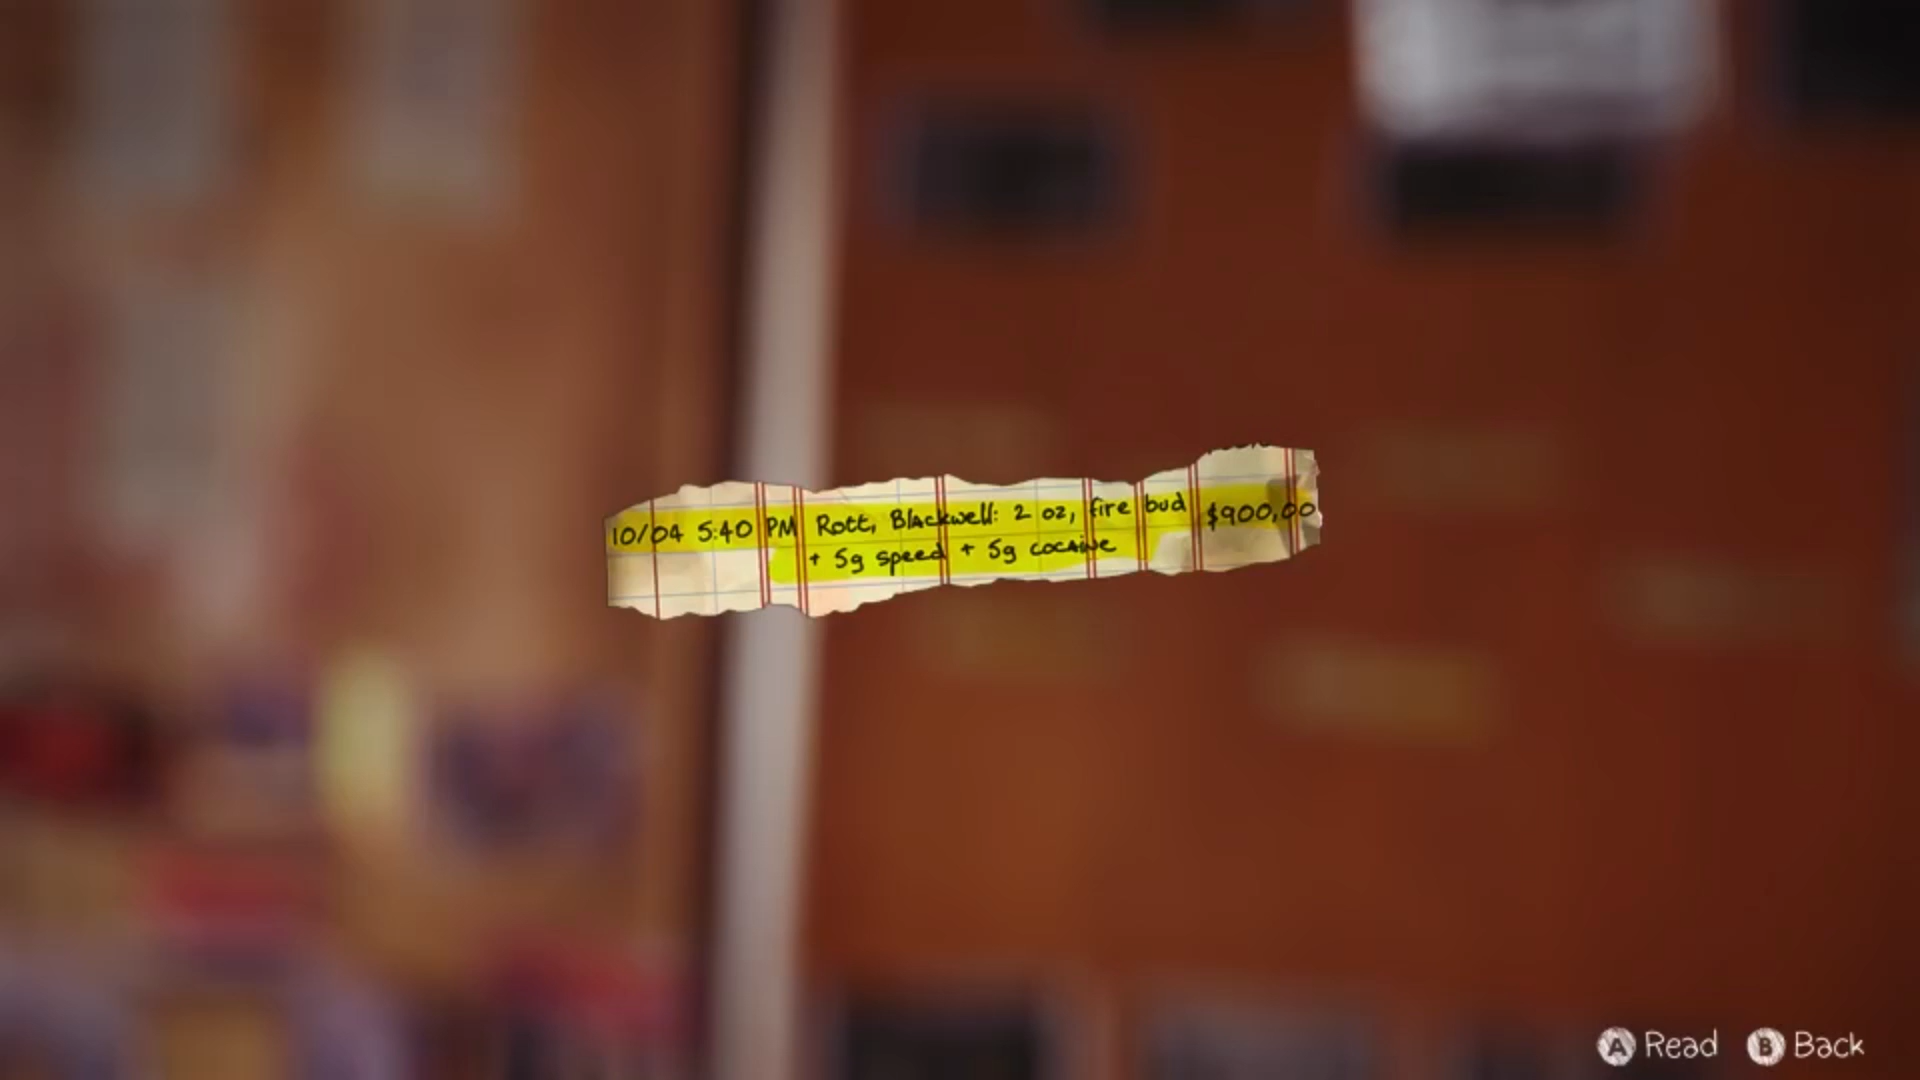 10/04 5:40 PM Rott, Blackwell: 2 oz, fire bud $900,00
+ 5g speed + 5g cocaine
A Read B Back